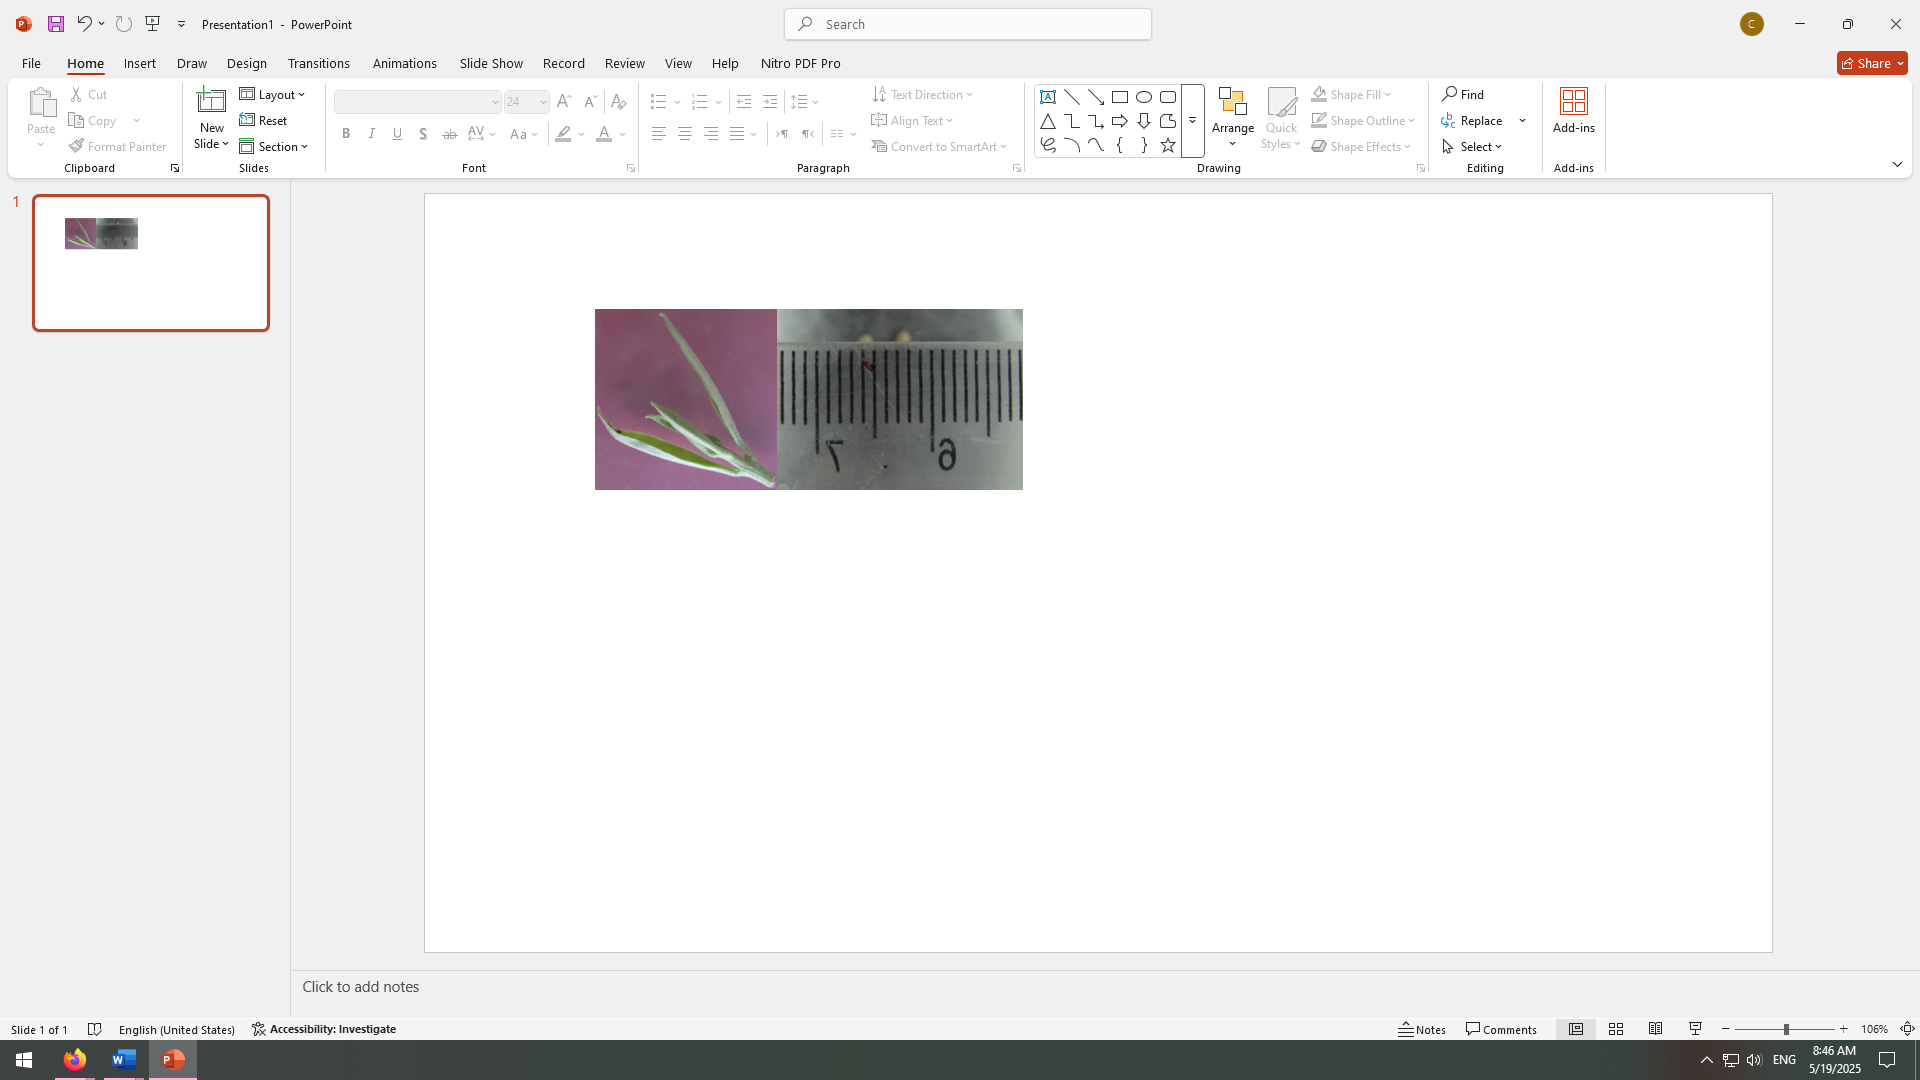 Presentation1 - PowerPoint
Search
C
File Home Insert Draw Design Transitions Animations Slide Show Record Review View Help Nitro PDF Pro
Share
Paste
Cut
Copy
Format Painter
Clipboard
New Slide
Layout
Reset
Section
Slides
24
Font
Text Direction
Align Text
Convert to SmartArt
Paragraph
Arrange
Quick Styles
Shape Fill
Shape Outline
Shape Effects
Drawing
Find
Replace
Select
Editing
Add-ins
Add-ins
1
7 6
Click to add notes
Slide 1 of 1
English (United States)
Accessibility: Investigate
Notes
Comments
106%
ENG
8:46 AM
5/19/2025